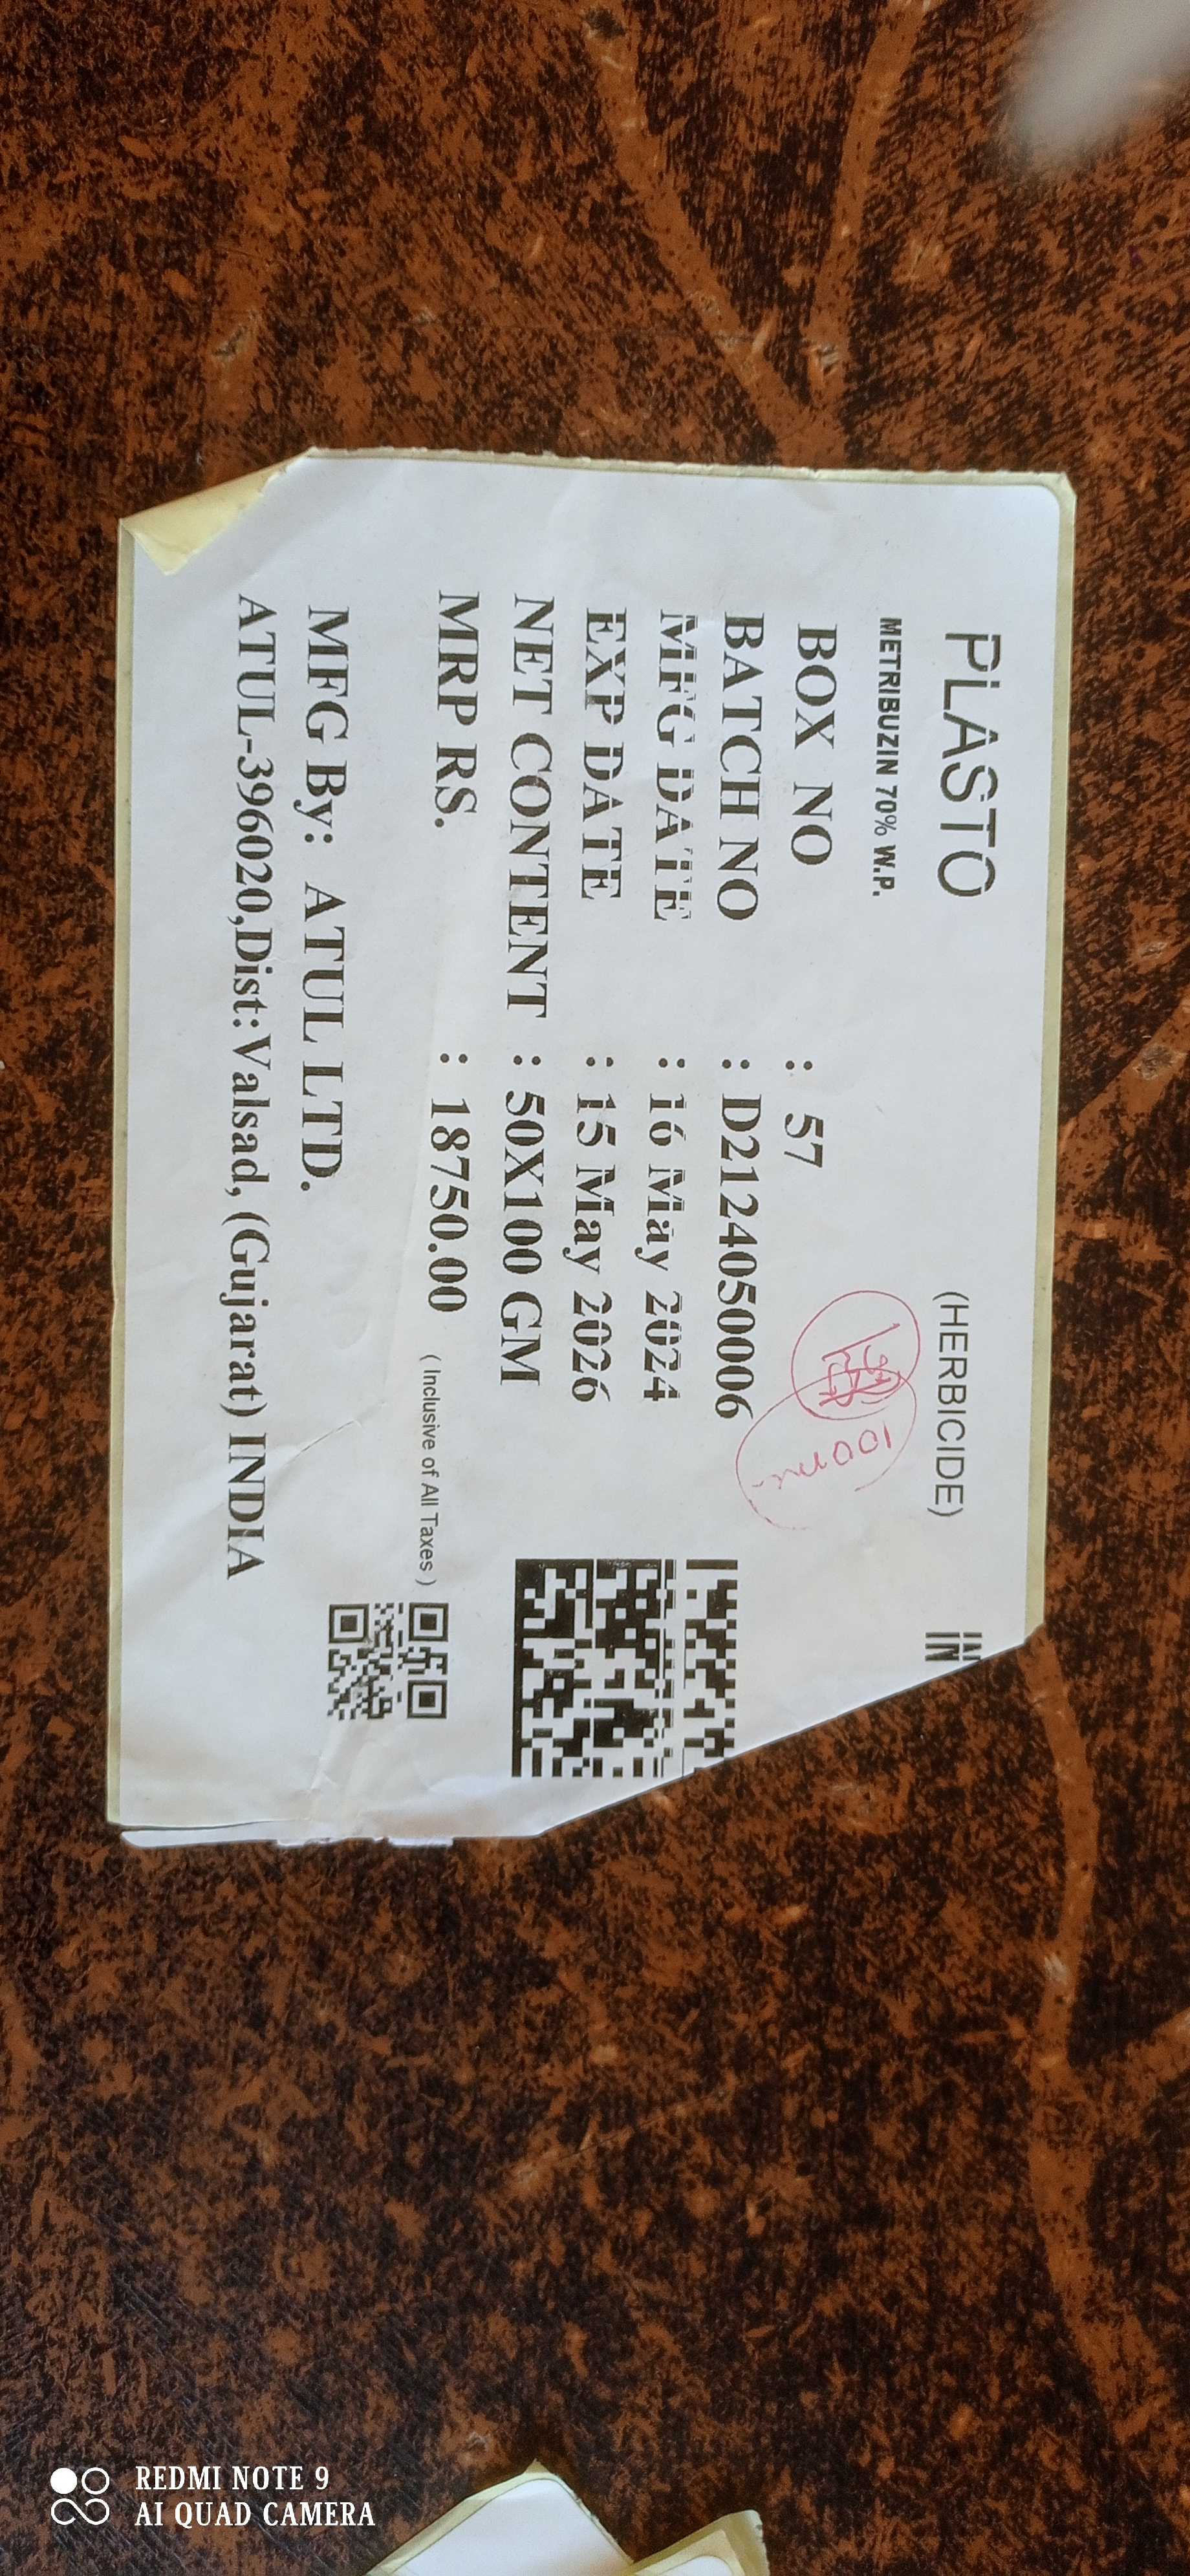 PLASTO (HERBICIDE) IN
METRIBUZIN 70% W.P. IN
BOX NO : 57
BATCH NO : D2124050006
MFG DATE : 16 May 2024
EXP DATE : 15 May 2026
NET CONTENT : 50X100 GM
MRP RS. : 18750.00 ( Inclusive of All Taxes )
MFG By: ATUL LTD.
ATUL-396020,Dist:Valsad, (Gujarat) INDIA
REDMI NOTE 9
AI QUAD CAMERA